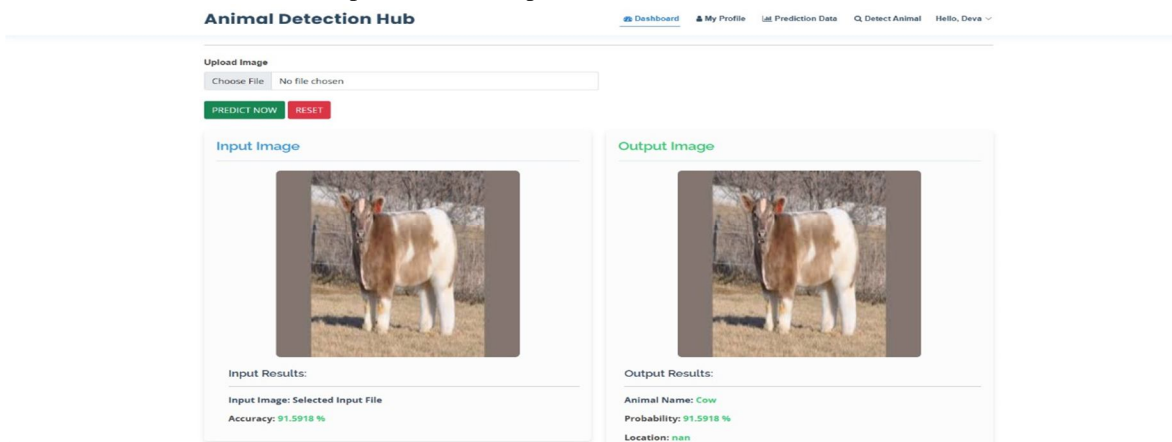 Animal Detection Hub
Dashboard My Profile Prediction Data Detect Animal Hello, Deva
Upload Image
Choose File No file chosen
PREDICT NOW RESET
Input Image
Output Image
Input Results:
Input Image: Selected Input File
Accuracy: 91.5918 %
Output Results:
Animal Name: Cow
Probability: 91.5918 %
Location: nan